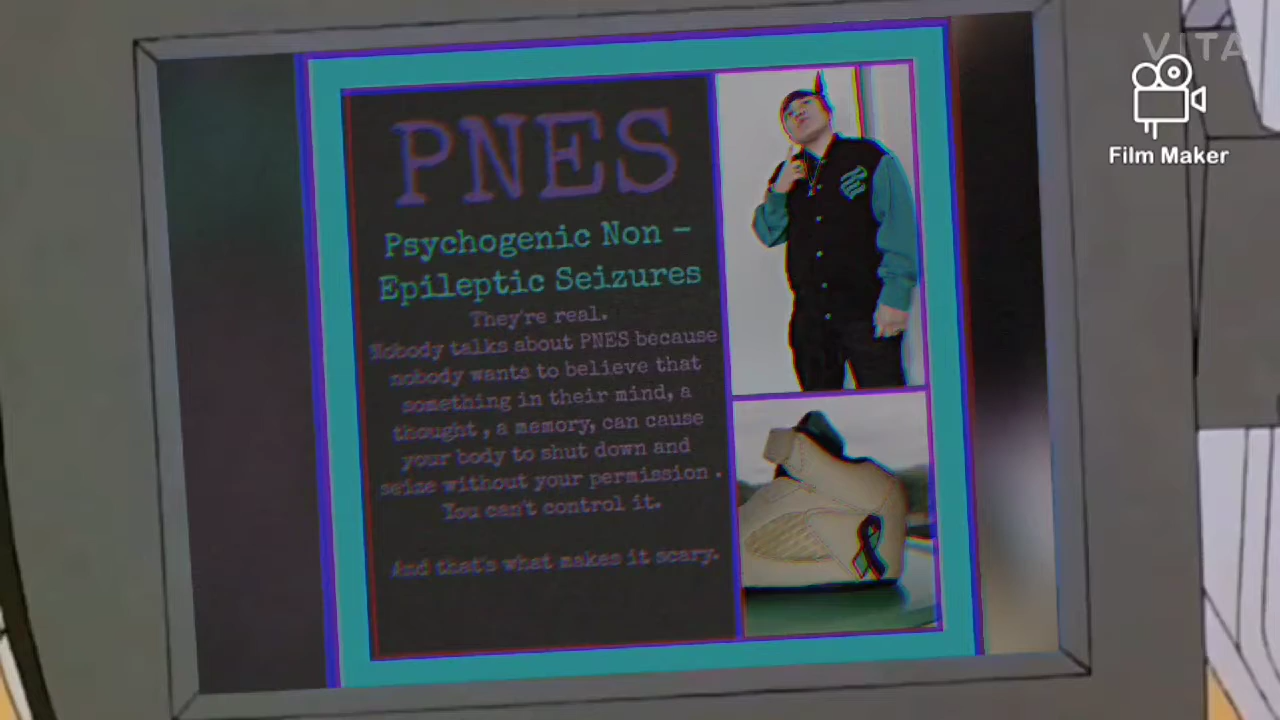 PNES
Psychogenic Non -
Epileptic Seizures
They're real.
Nobody talks about PNES because
nobody wants to believe that
something in their mind, a
thought , a memory, can cause
your body to shut down and
seize without your permission .
You can't control it.
And that's what makes it scary.
VITA
Film Maker